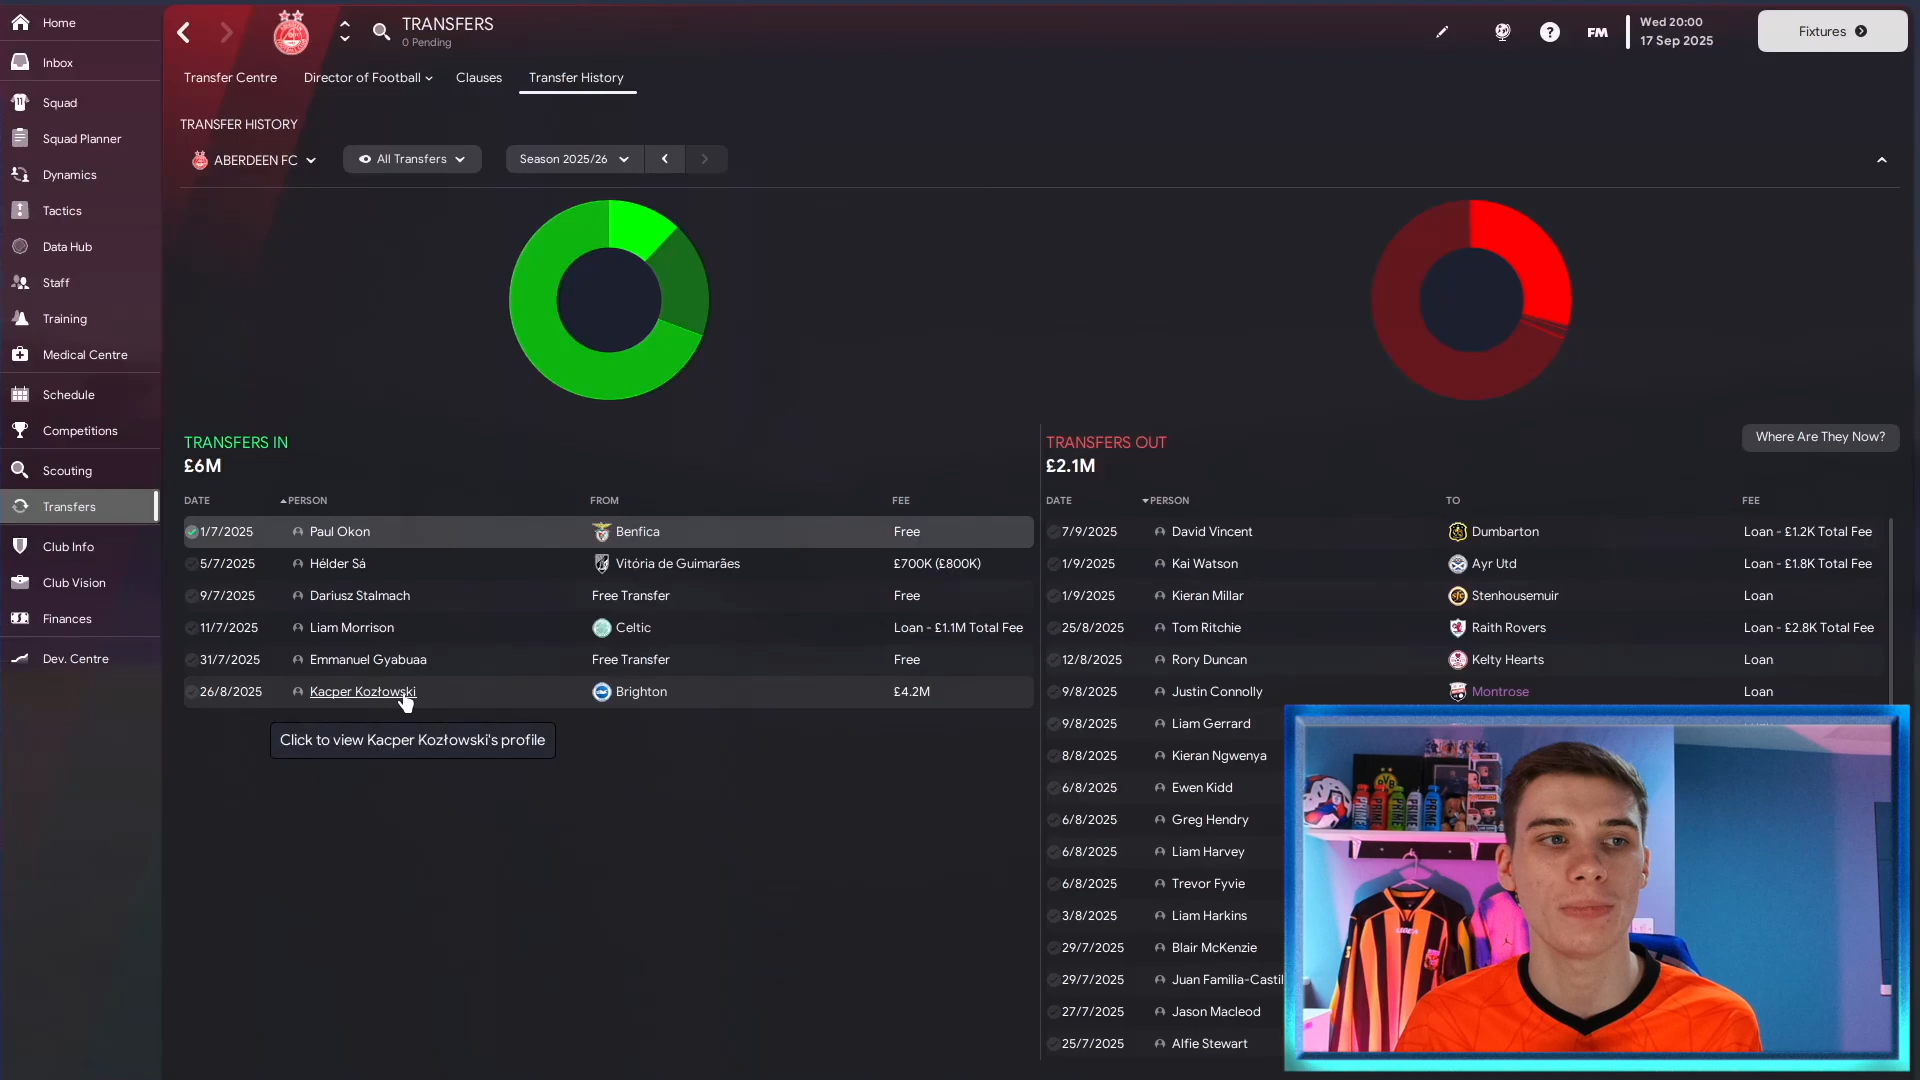 Home
Inbox
Squad
Squad Planner
Dynamics
Tactics
Data Hub
Staff
Training
Medical Centre
Schedule
Competitions
Scouting
Transfers
Club Info
Club Vision
Finances
Dev. Centre
TRANSFERS
0 Pending
FM
Wed 20:00
17 Sep 2025
Fixtures
Transfer Centre Director of Football Clauses Transfer History
TRANSFER HISTORY
ABERDEEN FC All Transfers Season 2025/26
TRANSFERS IN
£6M
DATE PERSON FROM FEE
1/7/2025 Paul Okon Benfica Free
5/7/2025 Hélder Sá Vitória de Guimarães £700K (£800K)
9/7/2025 Dariusz Stalmach Free Transfer Free
11/7/2025 Liam Morrison Celtic Loan - £1.1M Total Fee
31/7/2025 Emmanuel Gyabuaa Free Transfer Free
26/8/2025 Kacper Kozłowski Brighton £4.2M
Click to view Kacper Kozłowski's profile
TRANSFERS OUT
£2.1M
Where Are They Now?
DATE PERSON TO FEE
7/9/2025 David Vincent Dumbarton Loan - £1.2K Total Fee
1/9/2025 Kai Watson Ayr Utd Loan - £1.8K Total Fee
1/9/2025 Kieran Millar Stenhousemuir Loan
25/8/2025 Tom Ritchie Raith Rovers Loan - £2.8K Total Fee
12/8/2025 Rory Duncan Kelty Hearts Loan
9/8/2025 Justin Connolly Montrose Loan
9/8/2025 Liam Gerrard
8/8/2025 Kieran Ngwenya
6/8/2025 Ewen Kidd
6/8/2025 Greg Hendry
6/8/2025 Liam Harvey
6/8/2025 Trevor Fyvie
3/8/2025 Liam Harkins
29/7/2025 Blair McKenzie
29/7/2025 Juan Familia-Castil
27/7/2025 Jason Macleod
25/7/2025 Alfie Stewart
PRIME
PRIME
PRIME
PRIME
PRIME